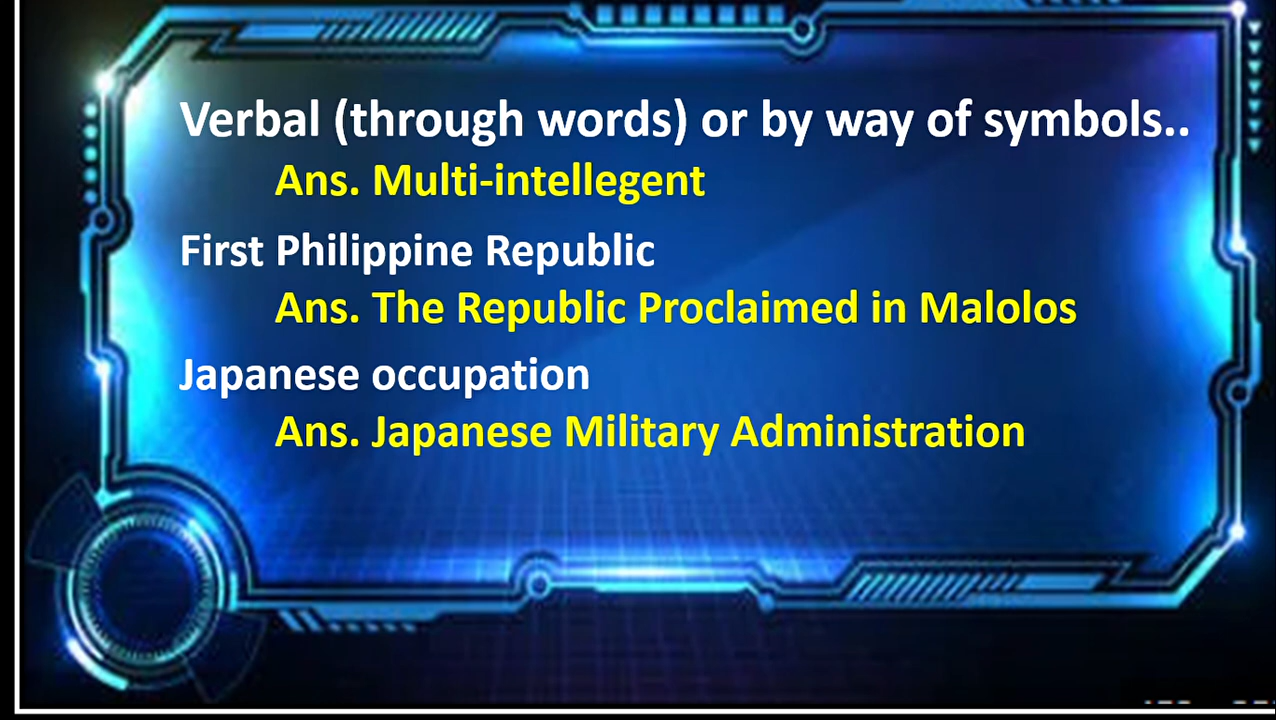 Verbal (through words) or by way of symbols..
Ans. Multi-intellegent
First Philippine Republic
Ans. The Republic Proclaimed in Malolos
Japanese occupation
Ans. Japanese Military Administration